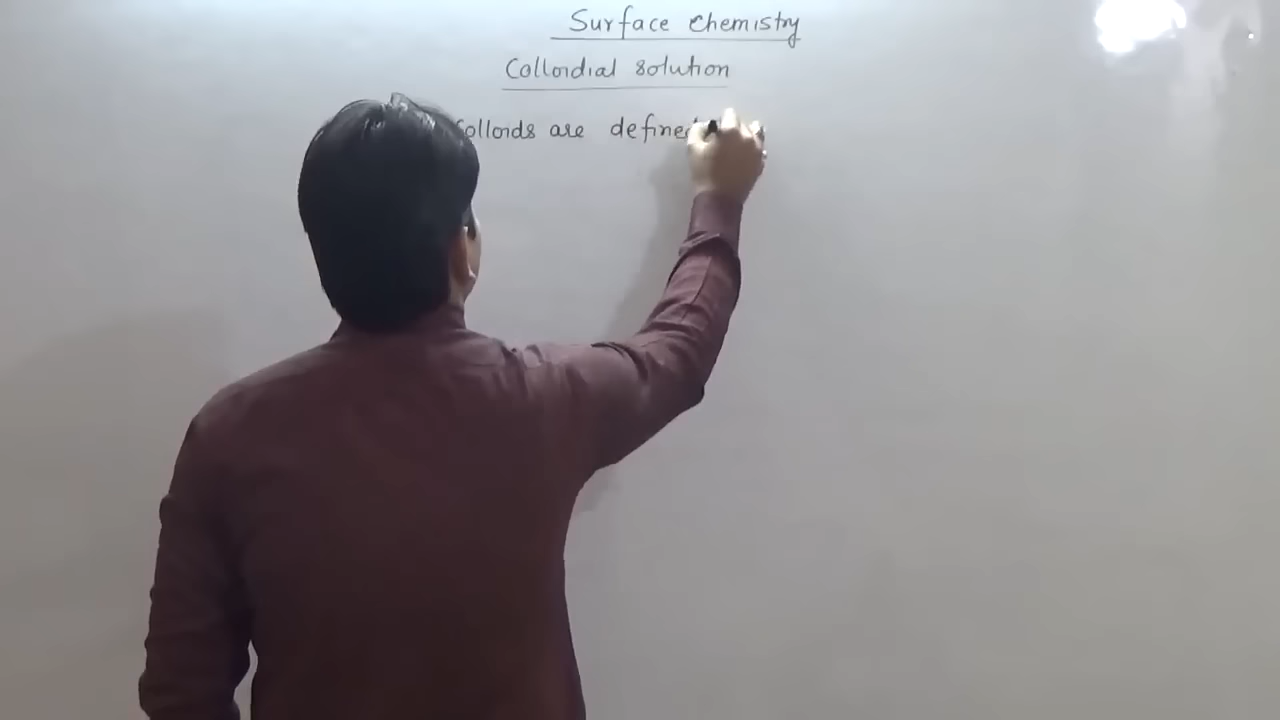 Surface Chemistry
Colloidial solution
Colloids are defined